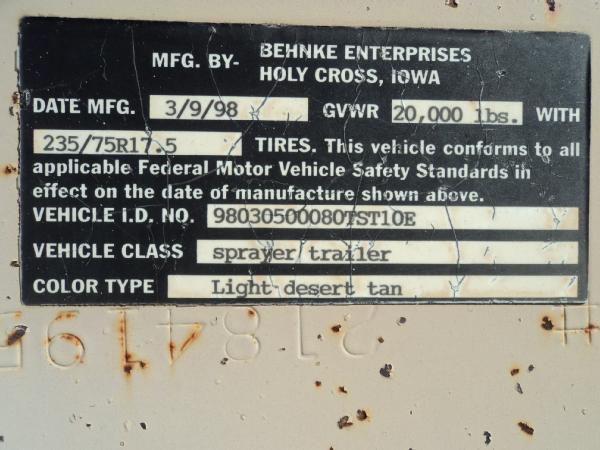 MFG. BY- BEHNKE ENTERPRISES
HOLY CROSS, IOWA
DATE MFG. 3/9/98 GVWR 20,000 lbs. WITH
235/75R17.5 TIRES. This vehicle conforms to all
applicable Federal Motor Vehicle Safety Standards in
effect on the date of manufacture shown above.
VEHICLE I.D. NO. 98030500080TST10E
VEHICLE CLASS sprayer trailer
COLOR TYPE Light desert tan